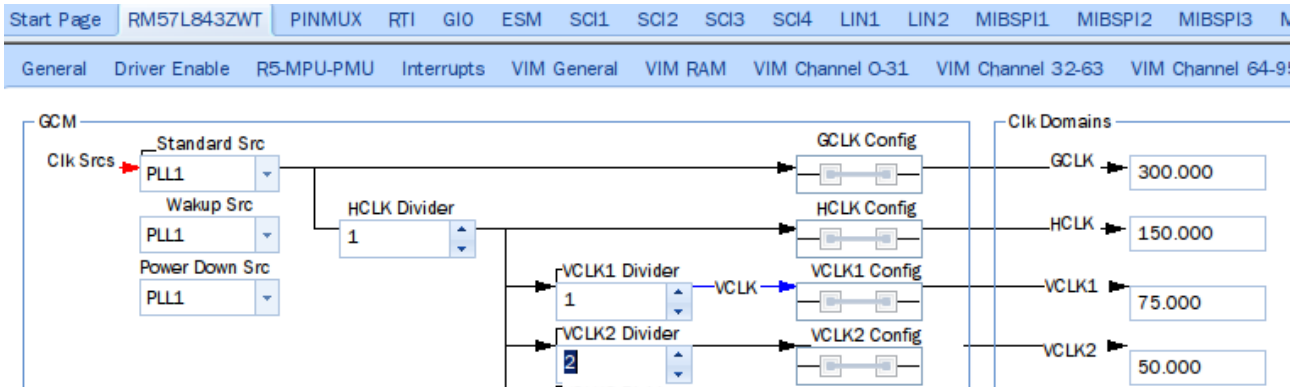 Start Page RM57L843ZWT PINMUX RTI GIO ESM SCI1 SCI2 SCI3 SCI4 LIN1 LIN2 MIBSPI1 MIBSPI2 MIBSPI3
General Driver Enable R5-MPU-PMU Interrupts VIM General VIM RAM VIM Channel 0-31 VIM Channel 32-63 VIM Channel 64-95
GCM Clk Domains
Standard Src GCLK Config
Clk Srcs PLL1 GCLK 300.000
Wakup Src HCLK Divider HCLK Config
PLL1 1 HCLK 150.000
Power Down Src VCLK1 Divider VCLK1 Config
PLL1 1 VCLK VCLK1 75.000
VCLK2 Divider VCLK2 Config
2 VCLK2 50.000